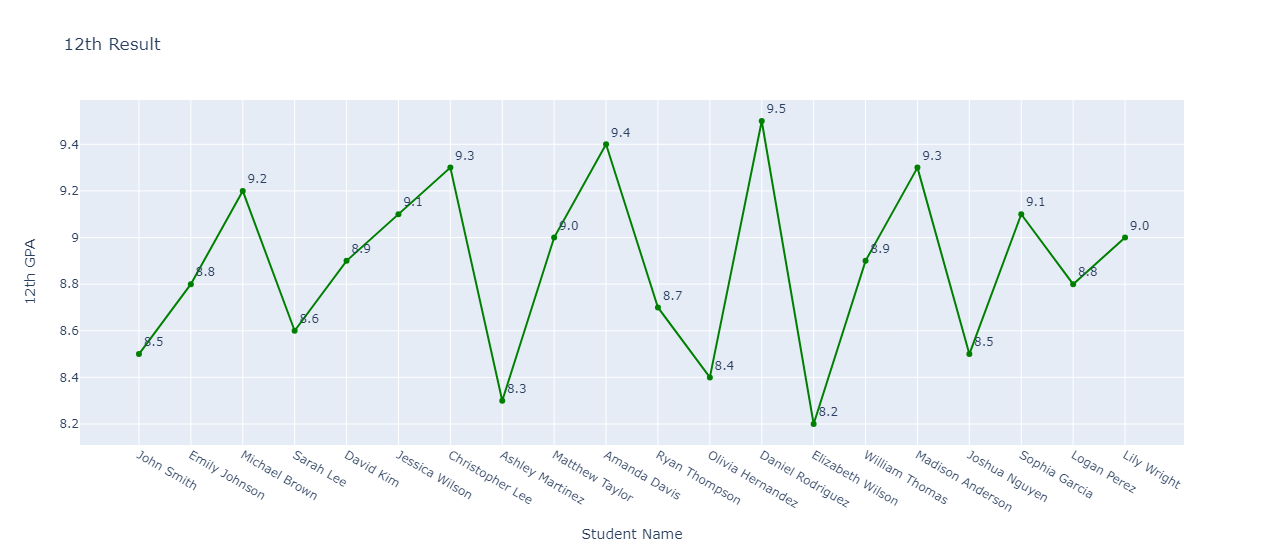 12th Result
12th GPA
9.4
9.2
9
8.8
8.6
8.4
8.2
8.5
8.8
9.2
8.6
8.9
9.1
9.3
8.3
9.0
9.4
8.7
8.4
9.5
8.2
8.9
9.3
8.5
9.1
8.8
9.0
John Smith
Emily Johnson
Michael Brown
Sarah Lee
David Kim
Jessica Wilson
Christopher Lee
Ashley Martinez
Matthew Taylor
Amanda Davis
Ryan Thompson
Olivia Hernandez
Daniel Rodriguez
Elizabeth Wilson
William Thomas
Madison Anderson
Joshua Nguyen
Sophia Garcia
Logan Perez
Lily Wright
Student Name